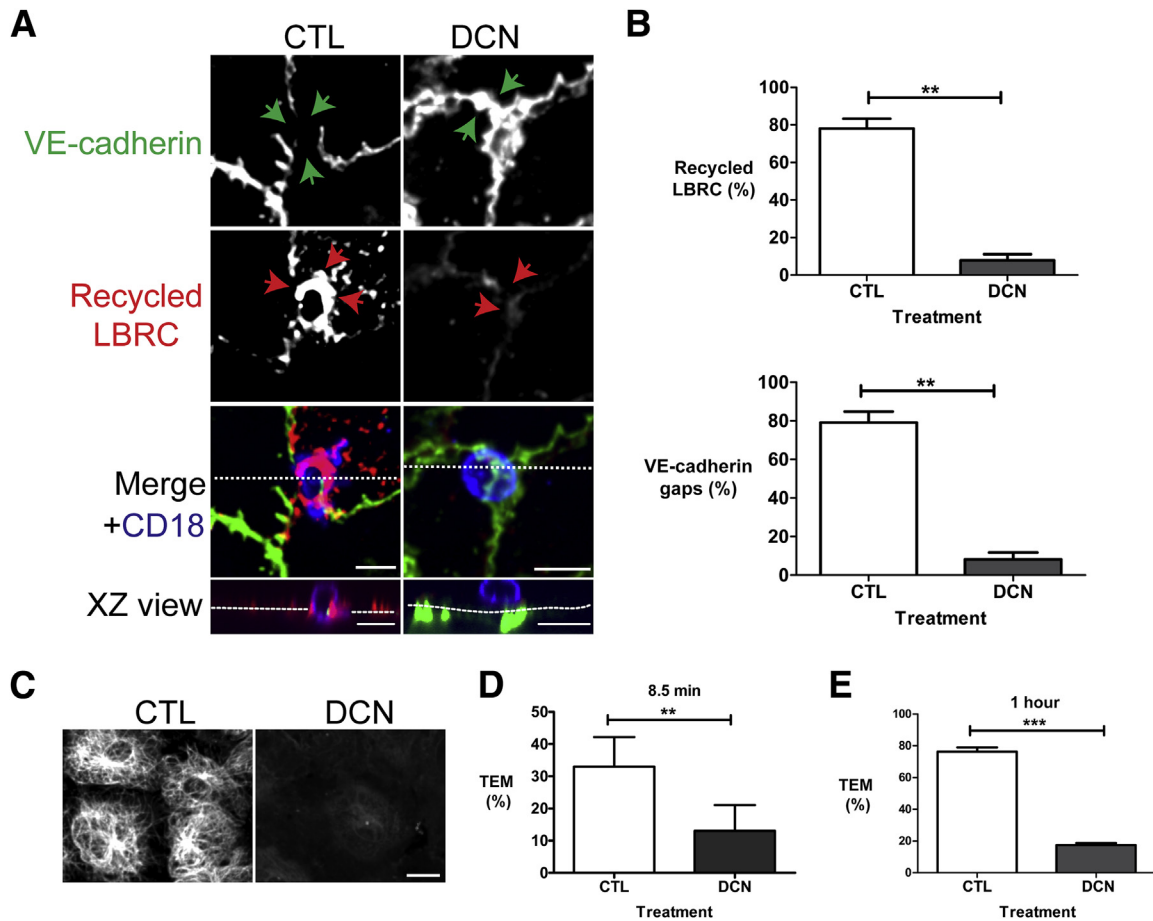 A
CTL
DCN
VE-cadherin
Recycled
LBRC
Merge
+CD18
XZ view
B
100
80
60
40
20
0
**
Recycled
LBRC (%)
CTL
DCN
Treatment
100
80
60
40
20
0
**
VE-cadherin
gaps (%)
CTL
DCN
Treatment
C
CTL
DCN
D
8.5 min
**
50
40
30
20
10
0
TEM
(%)
CTL
DCN
Treatment
E
1 hour
***
100
80
60
40
20
0
TEM
(%)
CTL
DCN
Treatment